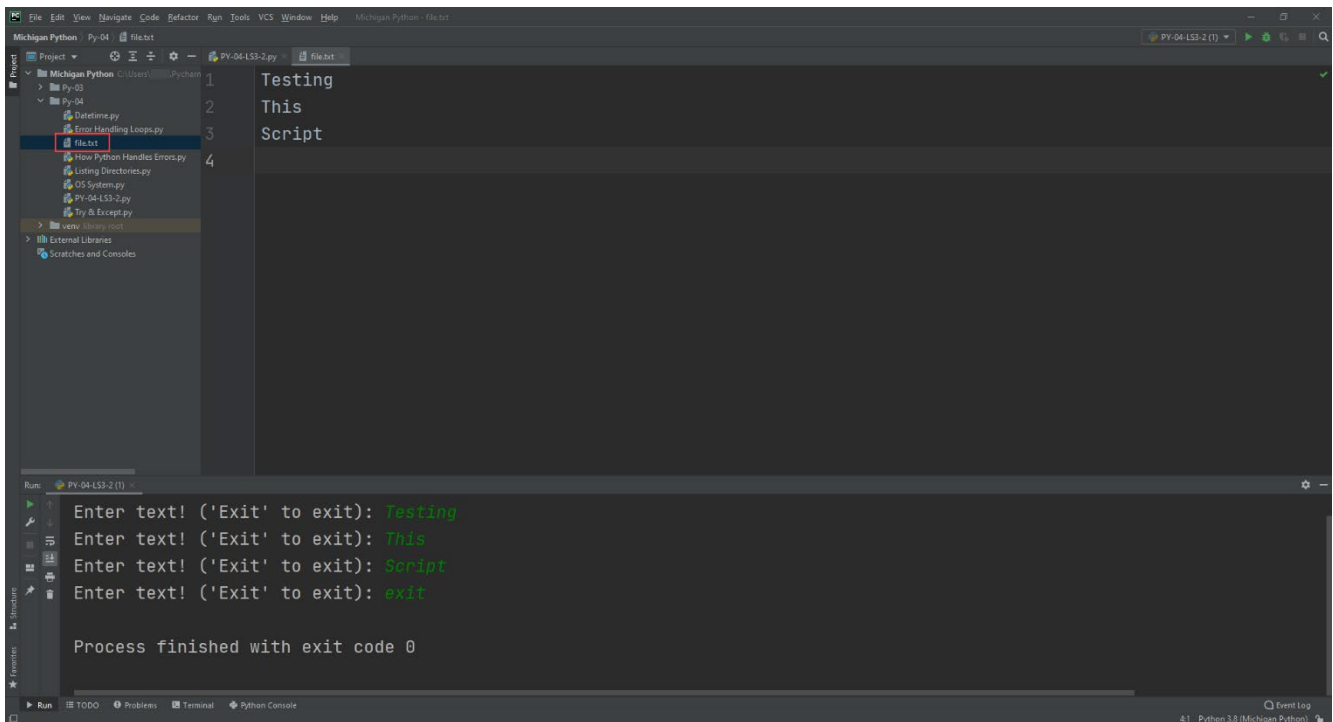 File Edit View Navigate Code Refactor Run Tools VCS Window Help Michigan Python - file.txt
Michigan Python Py-04 file.txt
PY-04-LS3-2 (1)
Project
Project
PY-04-LS3-2.py
file.txt
Michigan Python C:\Users\ .Pycharm
Py-03
Py-04
Datetime.py
Error Handling Loops.py
file.txt
How Python Handles Errors.py
Listing Directories.py
OS System.py
PY-04-LS3-2.py
Try & Except.py
venv library root
External Libraries
Scratches and Consoles
1 Testing
2 This
3 Script
4
Run: PY-04-LS3-2 (1)
Enter text! ('Exit' to exit): Testing
Enter text! ('Exit' to exit): This
Enter text! ('Exit' to exit): Script
Enter text! ('Exit' to exit): exit
Process finished with exit code 0
Structure
Favorites
Run TODO Problems Terminal Python Console Event Log
4:1 Python 3.8 (Michigan Python)